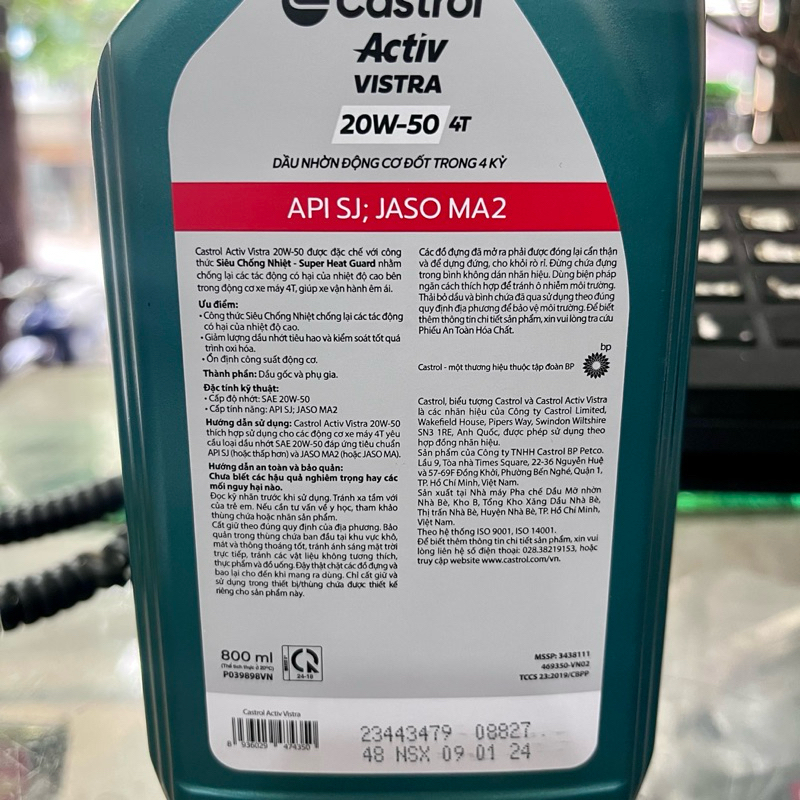 Castrol
Activ
VISTRA
20W-50 4T
DẦU NHỜN ĐỘNG CƠ ĐỐT TRONG 4 KỲ
API SJ; JASO MA2
Castrol Activ Vistra 20W-50 được đặc chế với công
thức Siêu Chống Nhiệt - Super Heat Guard nhằm
chống lại các tác động có hại của nhiệt độ cao bên
trong động cơ xe máy 4T, giúp xe vận hành êm ái.
Ưu điểm:
• Công thức Siêu Chống Nhiệt chống lại các tác động
có hại của nhiệt độ cao.
• Giảm lượng dầu nhớt tiêu hao và kiểm soát tốt quá
trình oxi hóa.
• Ổn định công suất động cơ.
Thành phần: Dầu gốc và phụ gia.
Đặc tính kỹ thuật:
• Cấp độ nhớt: SAE 20W-50
• Cấp tính năng: API SJ; JASO MA2
Hướng dẫn sử dụng: Castrol Activ Vistra 20W-50
thích hợp sử dụng cho các động cơ xe máy 4T yêu
cầu loại dầu nhớt SAE 20W-50 đáp ứng tiêu chuẩn
API SJ (hoặc thấp hơn) và JASO MA2 (hoặc JASO MA).
Hướng dẫn an toàn và bảo quản:
Chưa biết các hậu quả nghiêm trọng hay các
mối nguy hại nào.
Đọc kỹ nhãn trước khi sử dụng. Tránh xa tầm với
của trẻ em. Nếu cần tư vấn về y học, tham khảo
thùng chứa hoặc nhãn sản phẩm.
Cất giữ theo đúng quy định của địa phương. Bảo
quản trong thùng chứa ban đầu tại khu vực khô,
mát và thông thoáng tốt, tránh ánh sáng mặt trời
trực tiếp, tránh các vật liệu không tương thích,
thực phẩm và đồ uống. Đậy thật chặt các đồ đựng và
bao lại cho đến khi mang ra dùng. Chỉ cất giữ và
sử dụng trong thiết bị/thùng chứa được thiết kế
riêng cho sản phẩm này.
Các đồ đựng đã mở ra phải được đóng lại cẩn thận
và để dựng đứng, cho khỏi rò rỉ. Đừng chứa đựng
trong bình không dán nhãn hiệu. Dùng biện pháp
ngăn cách thích hợp để tránh ô nhiễm môi trường.
Thải bỏ dầu và bình chứa đã qua sử dụng theo đúng
quy định địa phương để bảo vệ môi trường. Để biết
thêm thông tin chi tiết sản phẩm, xin vui lòng tra cứu
Phiếu An Toàn Hóa Chất.
bp
Castrol - một thương hiệu thuộc tập đoàn BP
Castrol, biểu tượng Castrol và Castrol Activ Vistra
là các nhãn hiệu của Công ty Castrol Limited,
Wakefield House, Pipers Way, Swindon Wiltshire
SN3 1RE, Anh Quốc, được phép sử dụng theo
hợp đồng nhãn hiệu.
Sản phẩm của Công ty TNHH Castrol BP Petco.
Lầu 9, Tòa nhà Times Square, 22-36 Nguyễn Huệ
và 57-69F Đồng Khởi, Phường Bến Nghé, Quận 1,
TP. Hồ Chí Minh, Việt Nam.
Sản xuất tại Nhà máy Pha chế Dầu Mỡ nhờn
Nhà Bè, Kho B, Tổng Kho Xăng Dầu Nhà Bè,
Thị trấn Nhà Bè, Huyện Nhà Bè, TP. Hồ Chí Minh,
Việt Nam.
Theo hệ thống ISO 9001, ISO 14001.
Để biết thêm thông tin chi tiết sản phẩm, xin vui
lòng liên hệ số điện thoại: 028.38219153, hoặc
truy cập website www.castrol.com/vn.
800 ml
(Thể tích thực ở 30°C)
P039898VN
24-10
MSSP: 3438111
469350-VN02
TCCS 23:2019/CBPP
Castrol Activ Vistra
8 936029 474350
23443479 08827
48 NSX 09 01 24